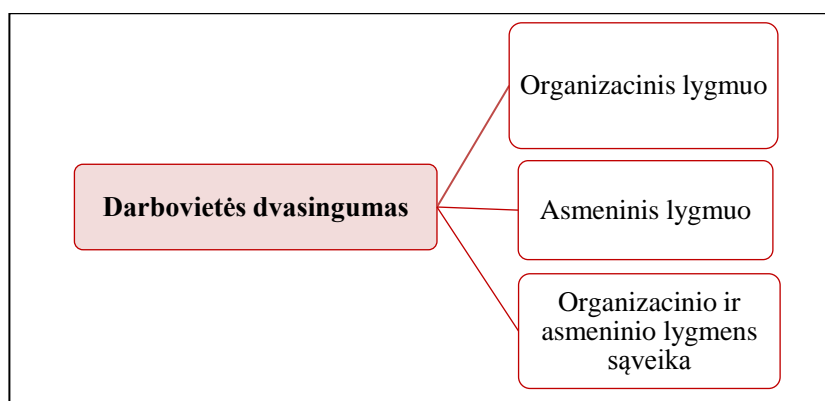 Organizacinis lygmuo
Darbovietės dvasingumas
Asmeninis lygmuo
Organizacinio ir
asmeninio lygmens
sąveika